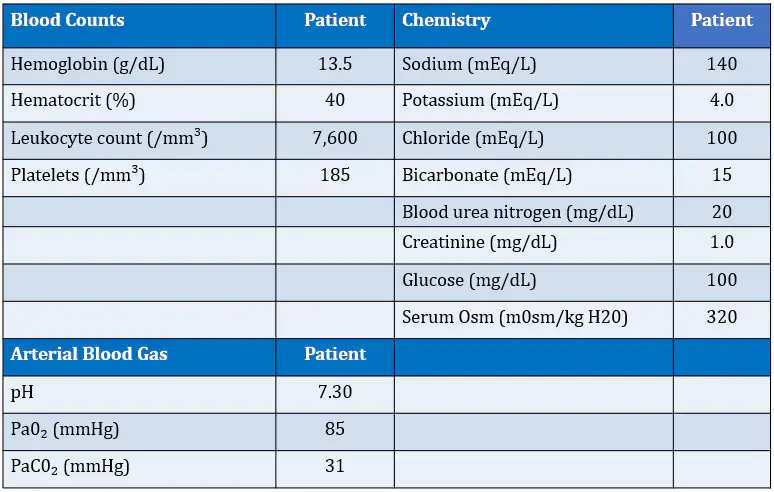 Blood Counts Patient Chemistry Patient
Hemoglobin (g/dL) 13.5 Sodium (mEq/L) 140
Hematocrit (%) 40 Potassium (mEq/L) 4.0
Leukocyte count (/mm³) 7,600 Chloride (mEq/L) 100
Platelets (/mm³) 185 Bicarbonate (mEq/L) 15
Blood urea nitrogen (mg/dL) 20
Creatinine (mg/dL) 1.0
Glucose (mg/dL) 100
Serum Osm (m0sm/kg H20) 320
Arterial Blood Gas Patient
pH 7.30
Pa0₂ (mmHg) 85
PaC0₂ (mmHg) 31